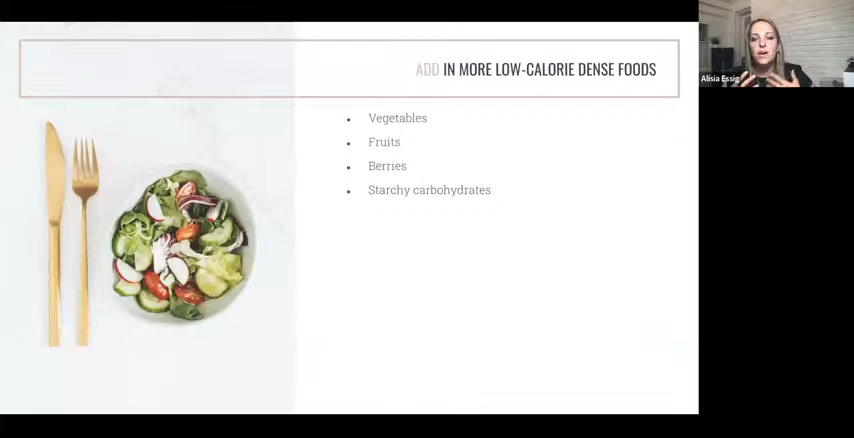 ADD IN MORE LOW-CALORIE DENSE FOODS
• Vegetables
• Fruits
• Berries
• Starchy carbohydrates
Alisia Essig